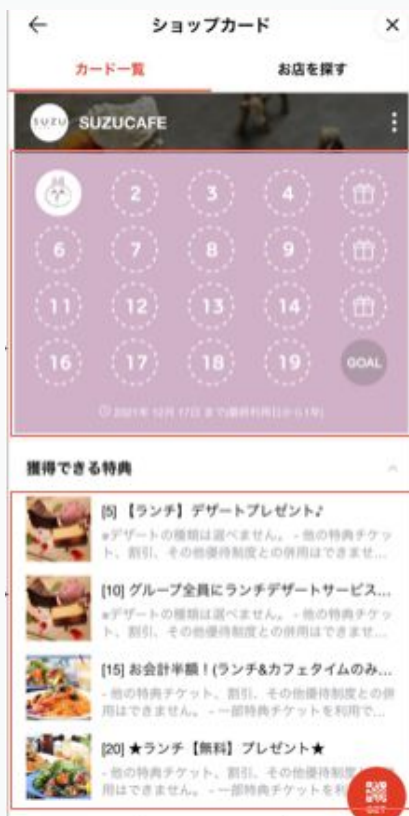 ショップカード
カード一覧
お店を探す
SUZU
SUZUCAFE
2
3
4
6
7
8
9
11
12
13
14
16
17
18
19
GOAL
2021年 12月 17日 まで(最終利用日から1年)
獲得できる特典
[5] 【ランチ】デザートプレゼント♪
※デザートの種類は選べません。 - 他の特典チケッ
ト、割引、その他優待制度との併用はできませ...
[10] グループ全員にランチデザートサービス...
※デザートの種類は選べません。 - 他の特典チケッ
ト、割引、その他優待制度との併用はできませ...
[15] お会計半額！(ランチ&カフェタイムのみ...
- 他の特典チケット、割引、その他優待制度との併
用はできません。 - 一部特典チケットを利用で...
[20] ★ランチ【無料】プレゼント★
- 他の特典チケット、割引、その他優待制度
用はできません。 - 一部特典チケットを利
GET